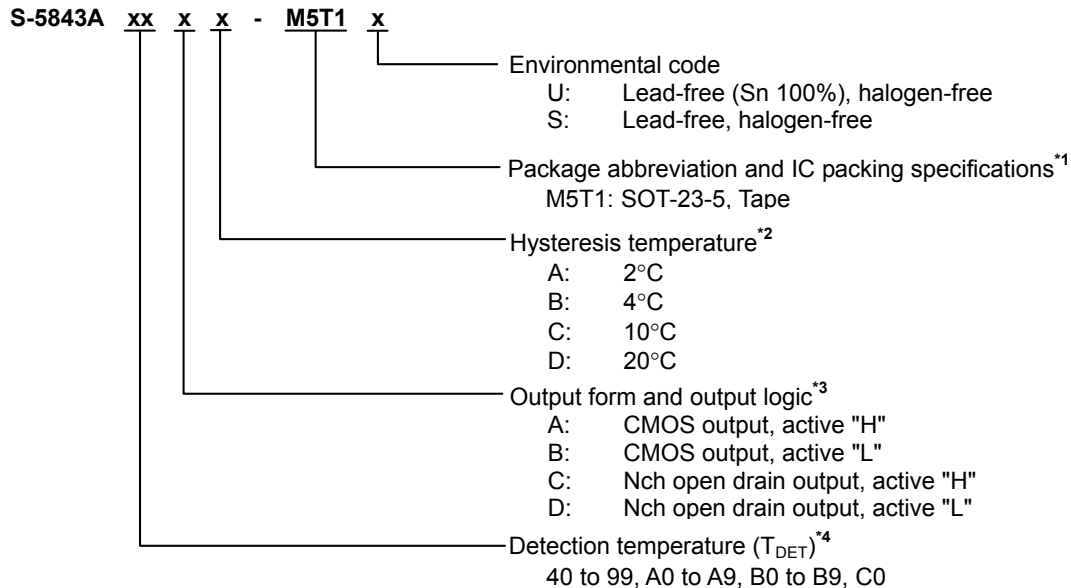 S-5843A xx x x - M5T1 x
Environmental code
U: Lead-free (Sn 100%), halogen-free
S: Lead-free, halogen-free
Package abbreviation and IC packing specifications*1
M5T1: SOT-23-5, Tape
Hysteresis temperature*2
A: 2°C
B: 4°C
C: 10°C
D: 20°C
Output form and output logic*3
A: CMOS output, active "H"
B: CMOS output, active "L"
C: Nch open drain output, active "H"
D: Nch open drain output, active "L"
Detection temperature (TDET)*4
40 to 99, A0 to A9, B0 to B9, C0